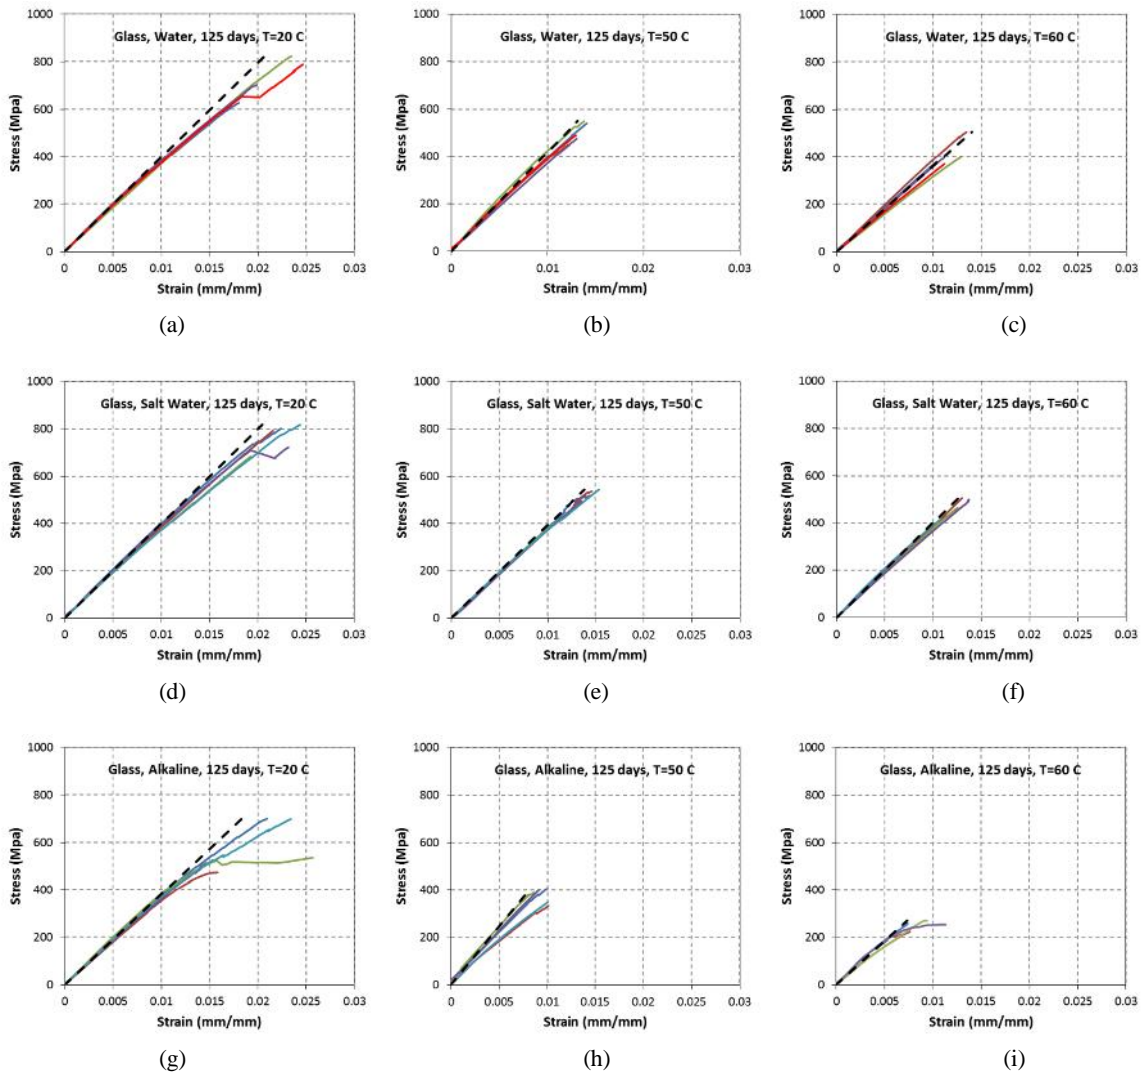 Glass, Water, 125 days, T=20 C
1000
800
600
400
200
0
Stress (Mpa)
0 0.005 0.01 0.015 0.02 0.025 0.03
Strain (mm/mm)
(a)
Glass, Water, 125 days, T=50 C
1000
800
600
400
200
0
Stress (Mpa)
0 0.01 0.015 0.02 0.03
Strain (mm/mm)
(b)
Glass, Water, 125 days, T=60 C
1000
800
600
400
200
0
Stress (Mpa)
0 0.005 0.01 0.015 0.02 0.025 0.03
Strain (mm/mm)
(c)
Glass, Salt Water, 125 days, T=20 C
1000
800
600
400
200
0
Stress (Mpa)
0 0.005 0.01 0.015 0.02 0.025 0.03
Strain (mm/mm)
(d)
Glass, Salt Water, 125 days, T=50 C
1000
800
600
400
200
0
Stress (Mpa)
0 0.005 0.01 0.015 0.02 0.025 0.03
Strain (mm/mm)
(e)
Glass, Salt Water, 125 days, T=60 C
1000
800
600
400
200
0
Stress (Mpa)
0 0.005 0.01 0.015 0.02 0.025 0.03
Strain (mm/mm)
(f)
Glass, Alkaline, 125 days, T=20 C
1000
800
600
400
200
0
Stress (Mpa)
0 0.005 0.01 0.015 0.02 0.025 0.03
Strain (mm/mm)
(g)
Glass, Alkaline, 125 days, T=50 C
1000
800
600
400
200
0
Stress (Mpa)
0 0.005 0.01 0.015 0.02 0.025 0.03
Strain (mm/mm)
(h)
Glass, Alkaline, 125 days, T=60 C
1000
800
600
400
200
0
Stress (Mpa)
0 0.005 0.01 0.015 0.02 0.025 0.03
Strain (mm/mm)
(i)